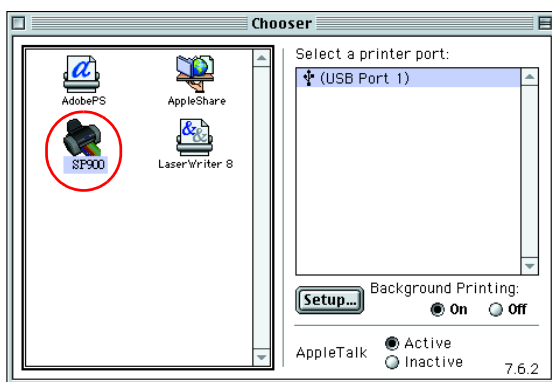 Chooser
AdobePS
AppleShare
SP900
LaserWriter 8
Select a printer port:
(USB Port 1)
Setup...
Background Printing:
On Off
AppleTalk
Active
Inactive
7.6.2